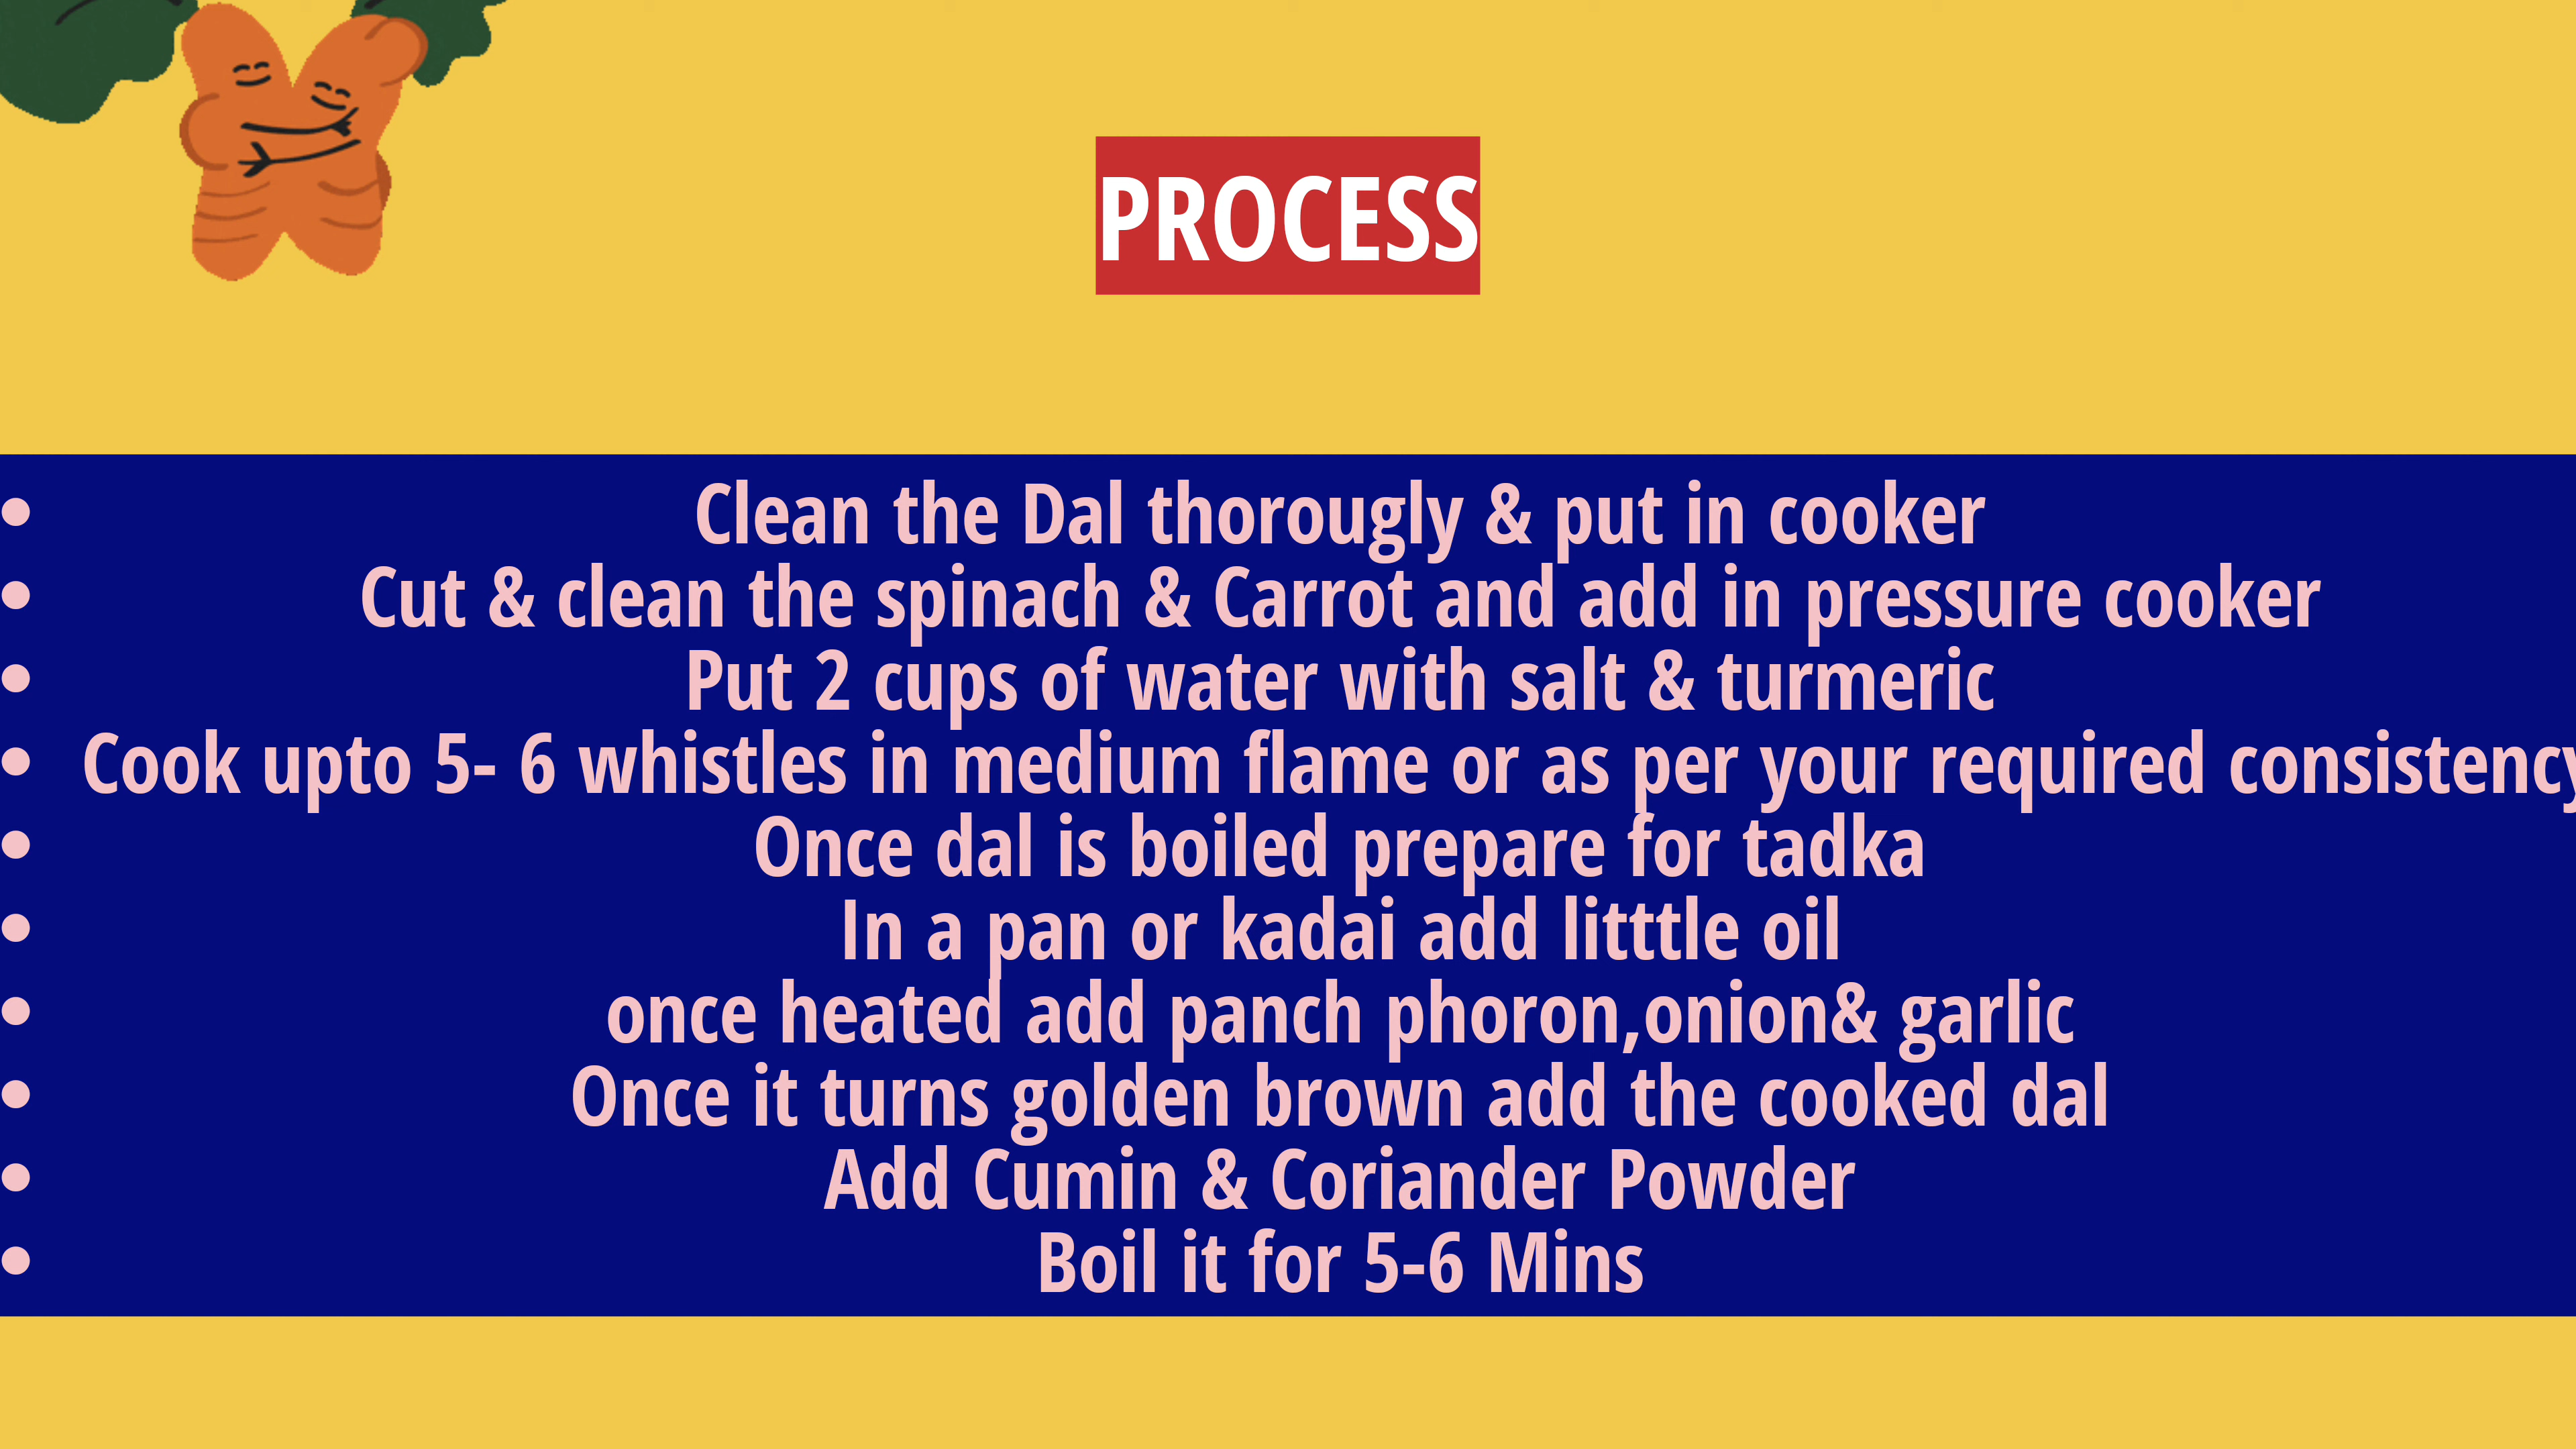 PROCESS
• Clean the Dal thorougly & put in cooker
• Cut & clean the spinach & Carrot and add in pressure cooker
• Put 2 cups of water with salt & turmeric
• Cook upto 5- 6 whistles in medium flame or as per your required consistency
• Once dal is boiled prepare for tadka
• In a pan or kadai add litttle oil
• once heated add panch phoron,onion& garlic
• Once it turns golden brown add the cooked dal
• Add Cumin & Coriander Powder
• Boil it for 5-6 Mins